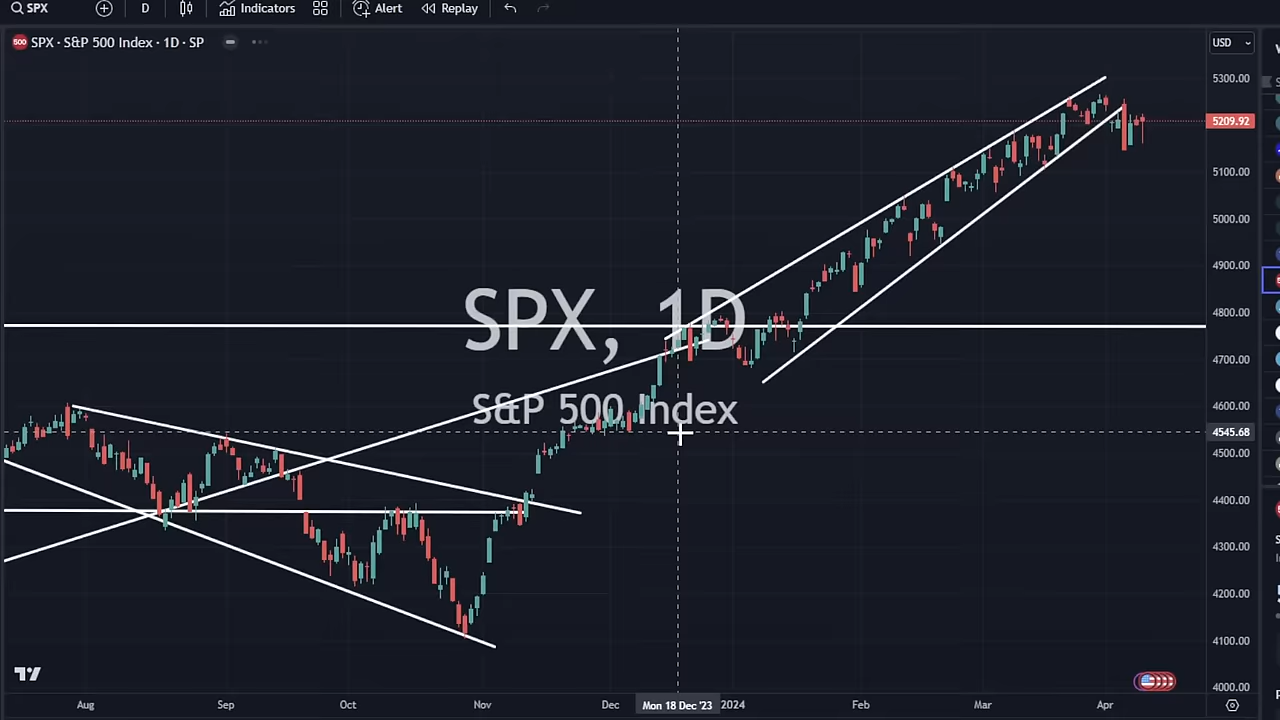 SPX D Indicators Alert Replay
500 SPX · S&P 500 Index · 1D · SP
USD
5300.00
5209.92
5100.00
5000.00
4900.00
4800.00
4700.00
4600.00
4545.68
4500.00
4400.00
4300.00
4200.00
4100.00
4000.00
SPX, 1D
S&P 500 Index
Aug Sep Oct Nov Dec Mon 18 Dec '23 2024 Feb Mar Apr